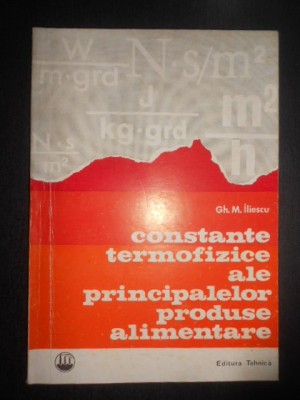 W
m·grd
N·s/m²
J
kg·grd
m²
h
N·s
m²
Gh. M. Iliescu
constante
termofizice
ale
principalelor
produse
alimentare
Editura Tehnică